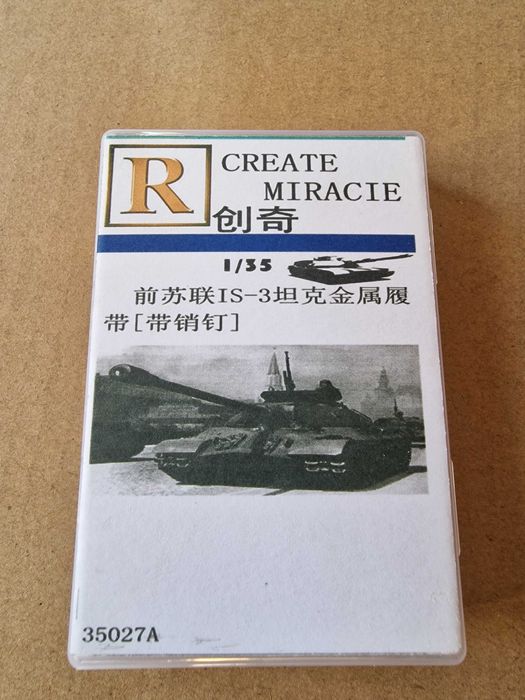 R
CREATE
MIRACIE
创奇
1/35
前苏联IS-3坦克金属履
带[带销钉]
35027A